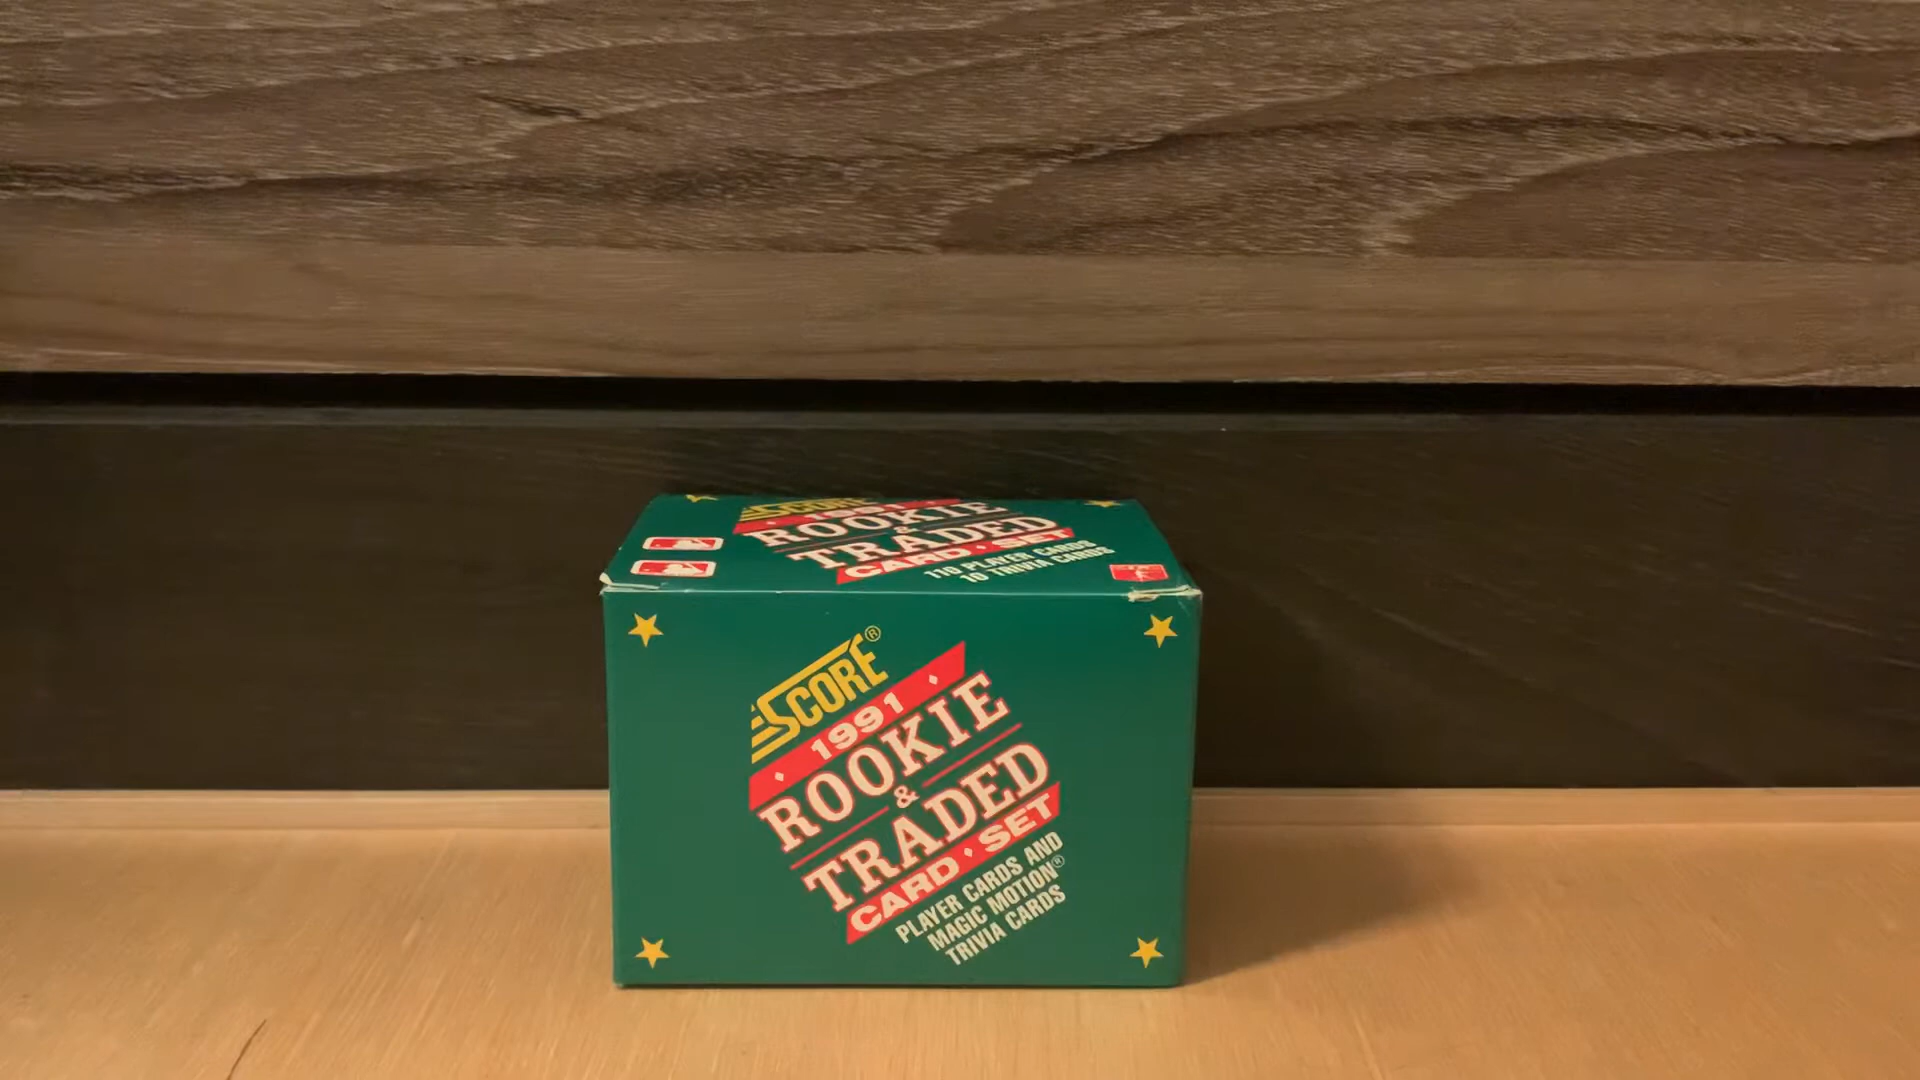 SCORE
1991
ROOKIE
&
TRADED
CARD • SET
110 PLAYER CARDS
10 TRIVIA CARDS
SCORE®
1991
ROOKIE
&
TRADED
CARD • SET
PLAYER CARDS AND
MAGIC MOTION®
TRIVIA CARDS